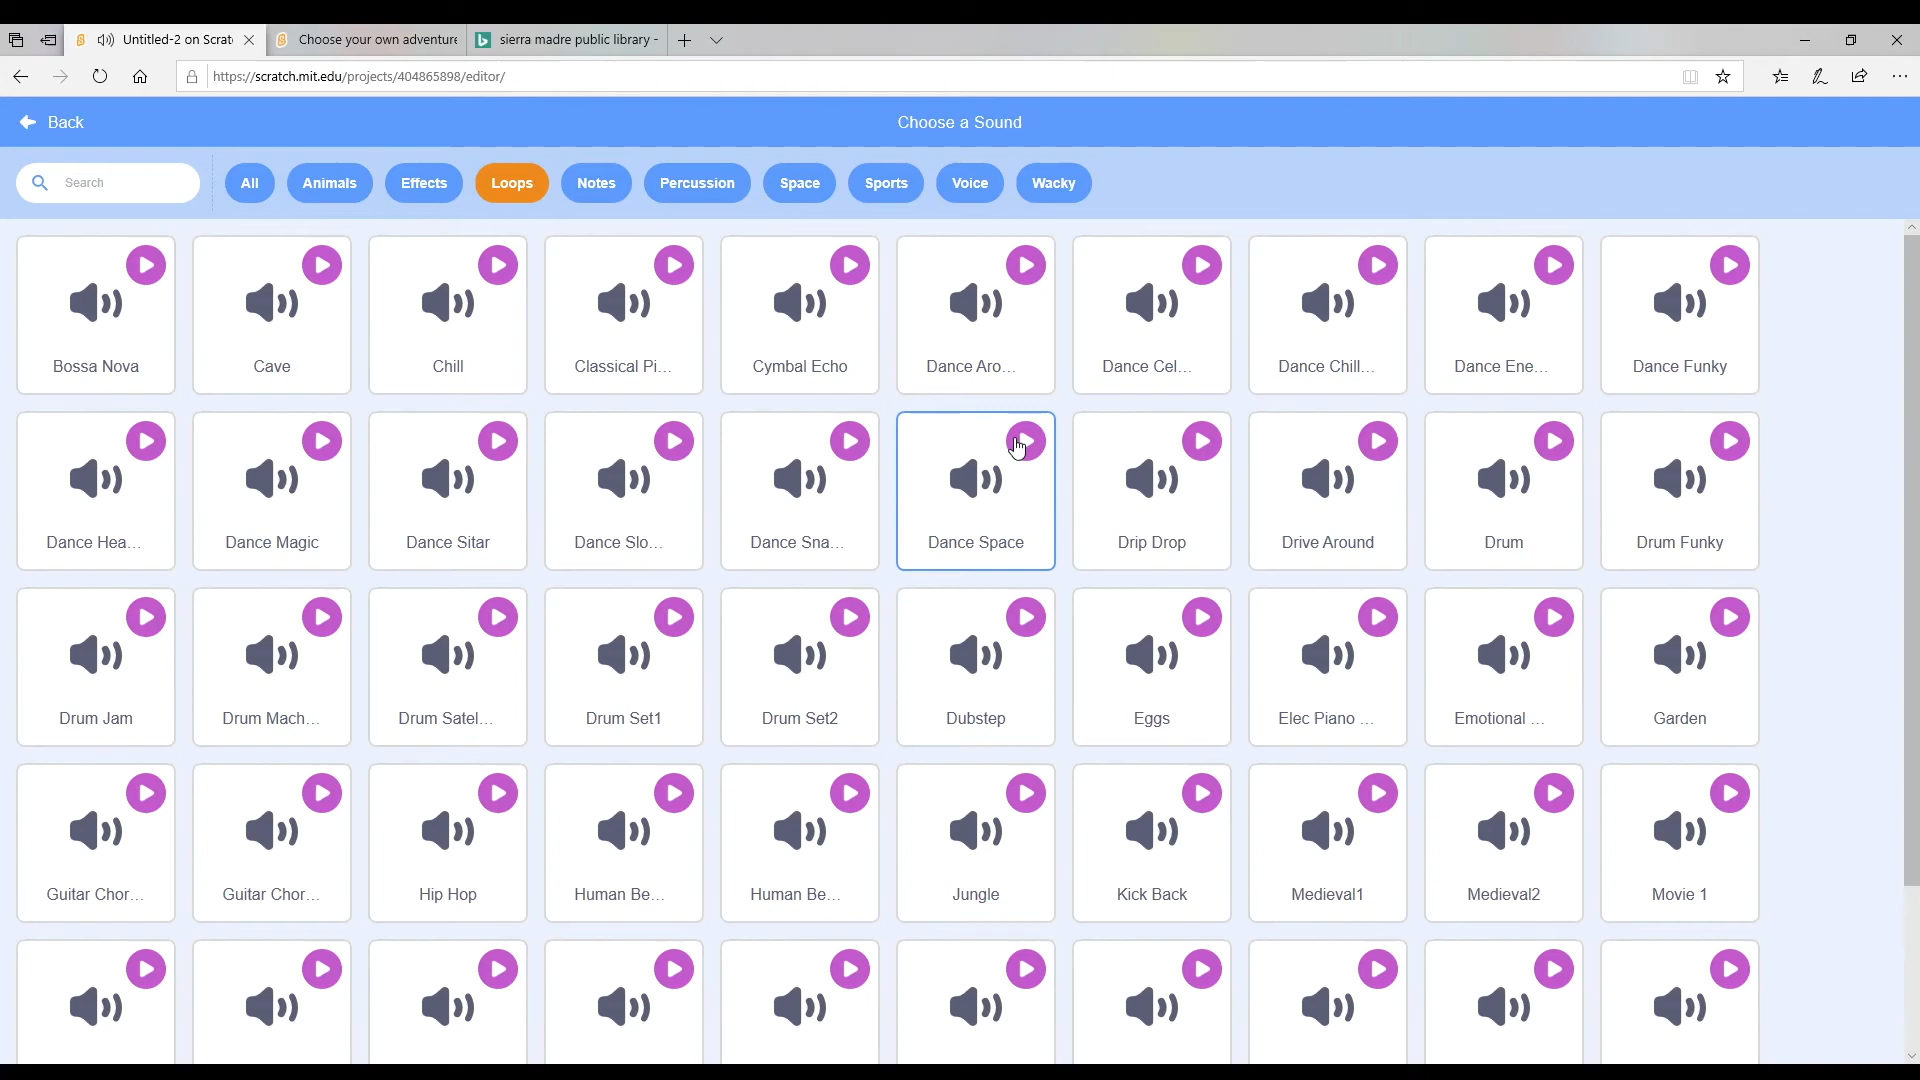 Untitled-2 on Scrat
Choose your own adventure
sierra madre public library -
https://scratch.mit.edu/projects/404865898/editor/
Back
Choose a Sound
Search
All
Animals
Effects
Loops
Notes
Percussion
Space
Sports
Voice
Wacky
Bossa Nova
Cave
Chill
Classical Pi...
Cymbal Echo
Dance Aro...
Dance Cel...
Dance Chill...
Dance Ene...
Dance Funky
Dance Hea...
Dance Magic
Dance Sitar
Dance Slo...
Dance Sna...
Dance Space
Drip Drop
Drive Around
Drum
Drum Funky
Drum Jam
Drum Mach...
Drum Satel...
Drum Set1
Drum Set2
Dubstep
Eggs
Elec Piano ...
Emotional ...
Garden
Guitar Chor...
Guitar Chor...
Hip Hop
Human Be...
Human Be...
Jungle
Kick Back
Medieval1
Medieval2
Movie 1